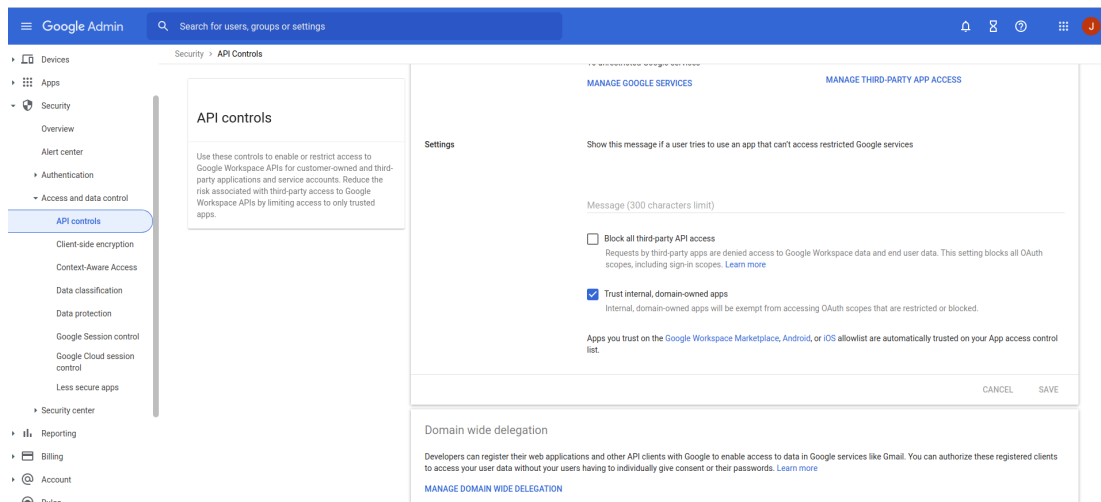 Google Admin
Search for users, groups or settings
J
Devices
Apps
Security
Overview
Alert center
Authentication
Access and data control
API controls
Client-side encryption
Context-Aware Access
Data classification
Data protection
Google Session control
Google Cloud session
control
Less secure apps
Security center
Reporting
Billing
Account
Rules
Security > API Controls
API controls
Use these controls to enable or restrict access to
Google Workspace APIs for customer-owned and third-
party applications and service accounts. Reduce the
risk associated with third-party access to Google
Workspace APIs by limiting access to only trusted
apps.
MANAGE GOOGLE SERVICES
MANAGE THIRD-PARTY APP ACCESS
Settings
Show this message if a user tries to use an app that can't access restricted Google services
Message (300 characters limit)
Block all third-party API access
Requests by third-party apps are denied access to Google Workspace data and end user data. This setting blocks all OAuth
scopes, including sign-in scopes. Learn more
Trust internal, domain-owned apps
Internal, domain-owned apps will be exempt from accessing OAuth scopes that are restricted or blocked.
Apps you trust on the Google Workspace Marketplace, Android, or iOS allowlist are automatically trusted on your App access control
list.
CANCEL SAVE
Domain wide delegation
Developers can register their web applications and other API clients with Google to enable access to data in Google services like Gmail. You can authorize these registered clients
to access your user data without your users having to individually give consent or their passwords. Learn more
MANAGE DOMAIN WIDE DELEGATION